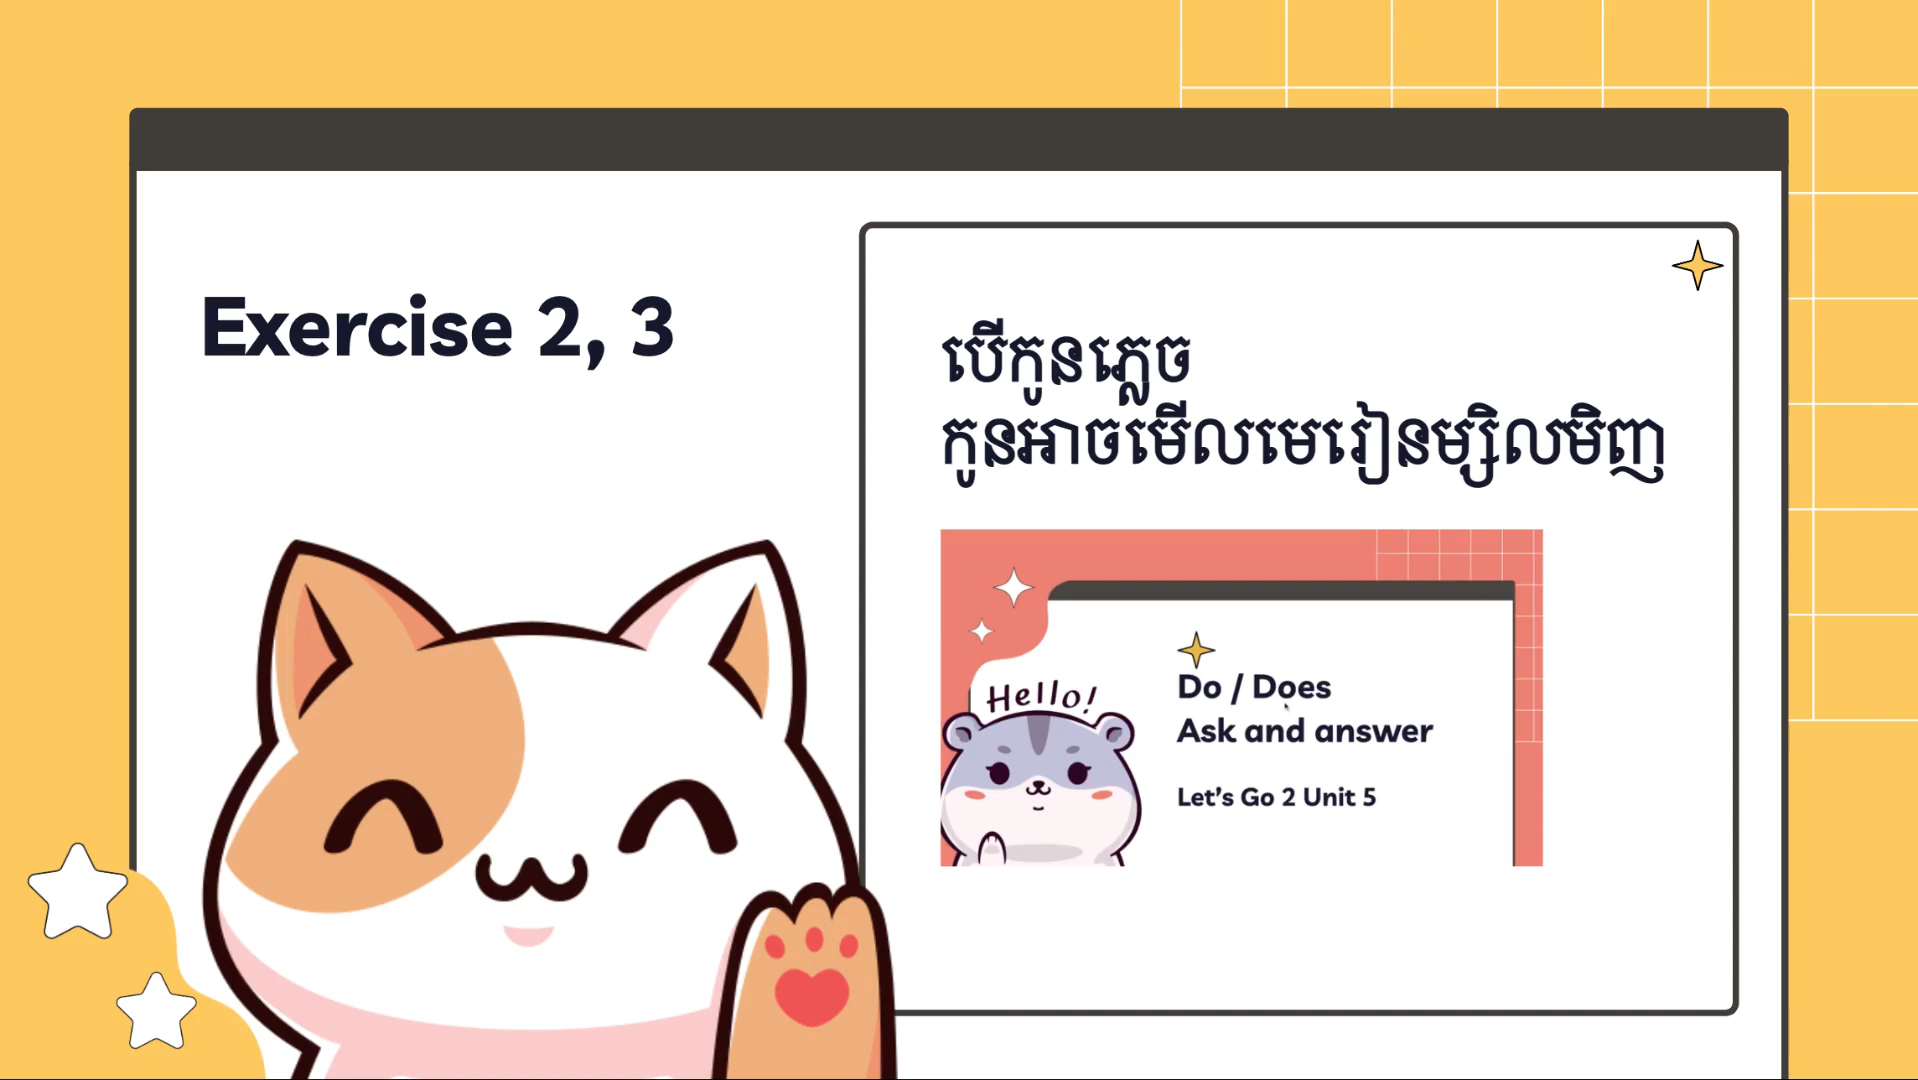 Exercise 2, 3
បើកូនភ្លេច
កូនអាចមើលមេរៀនម្សិលមិញ
Hello!
Do / Does
Ask and answer
Let's Go 2 Unit 5